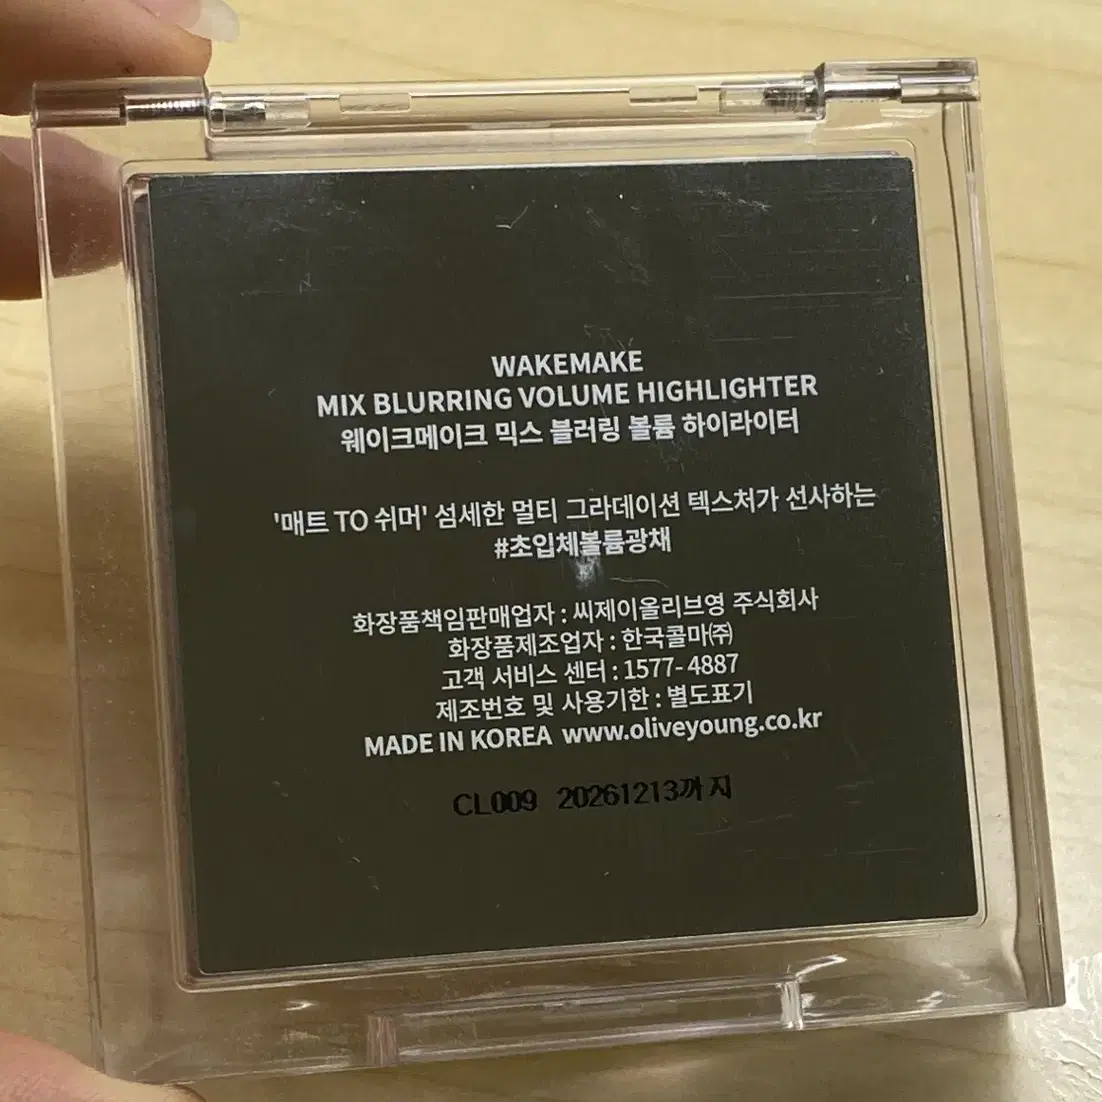 WAKEMAKE
MIX BLURRING VOLUME HIGHLIGHTER
웨이크메이크 믹스 블러링 볼륨 하이라이터
'매트 TO 쉬머' 섬세한 멀티 그라데이션 텍스처가 선사하는
#초입체볼륨광채
화장품책임판매업자 : 씨제이올리브영 주식회사
화장품제조업자 : 한국콜마㈜
고객 서비스 센터 : 1577-4887
제조번호 및 사용기한 : 별도표기
MADE IN KOREA www.oliveyoung.co.kr
CL009 20261213까지